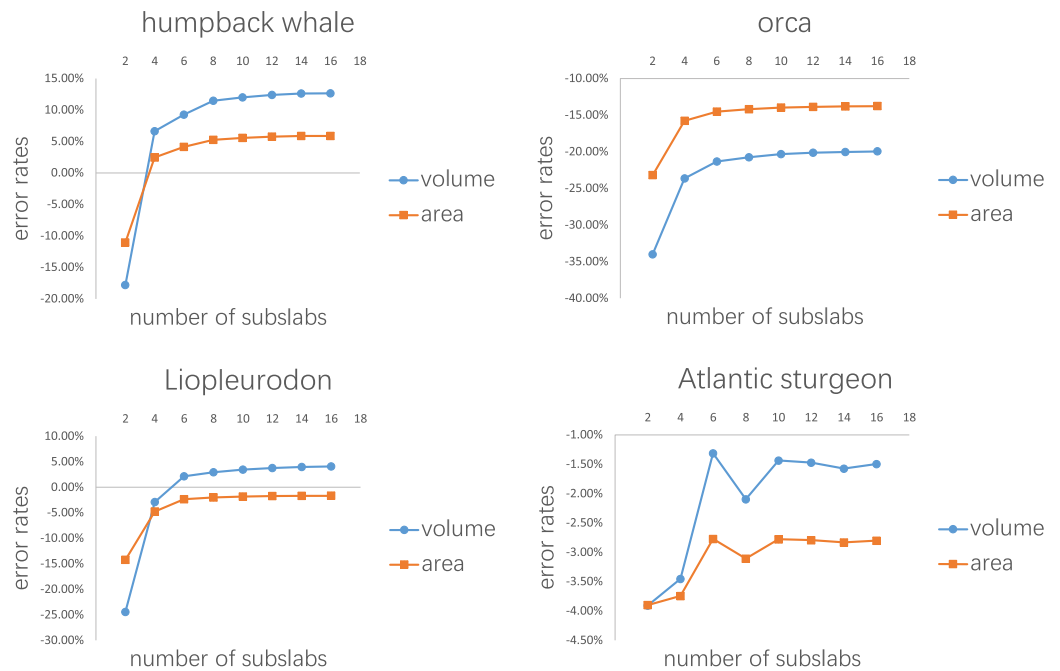 humpback whale
2 4 6 8 10 12 14 16 18
15.00%
10.00%
5.00%
0.00%
-5.00%
-10.00%
-15.00%
-20.00%
error rates
number of subslabs
volume
area
orca
2 4 6 8 10 12 14 16 18
-10.00%
-15.00%
-20.00%
-25.00%
-30.00%
-35.00%
-40.00%
error rates
number of subslabs
volume
area
Liopleurodon
2 4 6 8 10 12 14 16 18
10.00%
5.00%
0.00%
-5.00%
-10.00%
-15.00%
-20.00%
-25.00%
-30.00%
error rates
number of subslabs
volume
area
Atlantic sturgeon
2 4 6 8 10 12 14 16 18
-1.00%
-1.50%
-2.00%
-2.50%
-3.00%
-3.50%
-4.00%
-4.50%
error rates
number of subslabs
volume
area